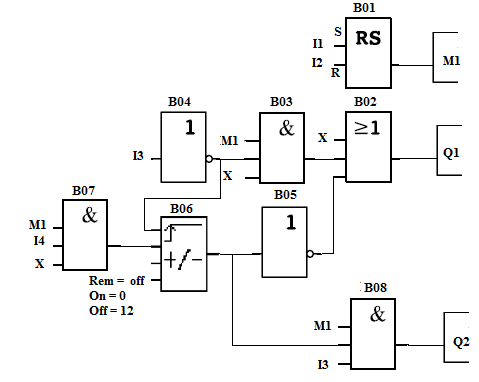 B01
S
RS
I1
I2
R
M1
B04
B03
B02
1
&
≥1
M1
X
Q1
I3
X
B07
B05
B06
&
1
M1
I4
+/-
X
Rem = off
On = 0
Off = 12
B08
&
M1
Q2
I3